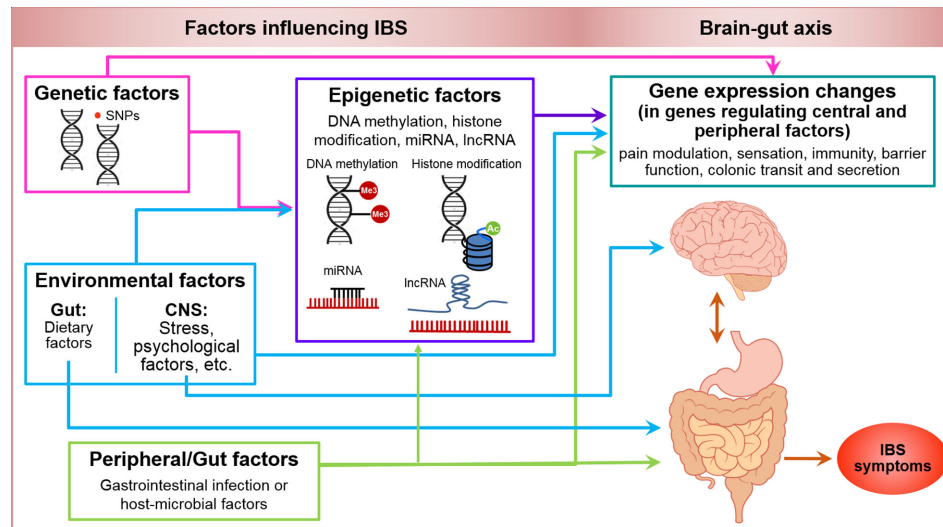 Factors influencing IBS
Brain-gut axis
Genetic factors
SNPs
Epigenetic factors
DNA methylation, histone
modification, miRNA, lncRNA
DNA methylation
Histone modification
Me3
Me3
Ac
miRNA
lncRNA
Gene expression changes
(in genes regulating central and
peripheral factors)
pain modulation, sensation, immunity, barrier
function, colonic transit and secretion
Environmental factors
Gut:
Dietary
factors
CNS:
Stress,
psychological
factors, etc.
Peripheral/Gut factors
Gastrointestinal infection or
host-microbial factors
IBS
symptoms